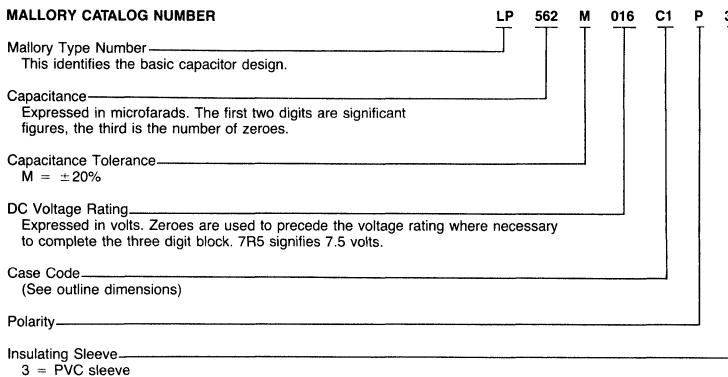 MALLORY CATALOG NUMBER LP 562 M 016 C1 P 3
Mallory Type Number
This identifies the basic capacitor design.
Capacitance
Expressed in microfarads. The first two digits are significant
figures, the third is the number of zeroes.
Capacitance Tolerance
M = ±20%
DC Voltage Rating
Expressed in volts. Zeroes are used to precede the voltage rating where necessary
to complete the three digit block. 7R5 signifies 7.5 volts.
Case Code
(See outline dimensions)
Polarity
Insulating Sleeve
3 = PVC sleeve